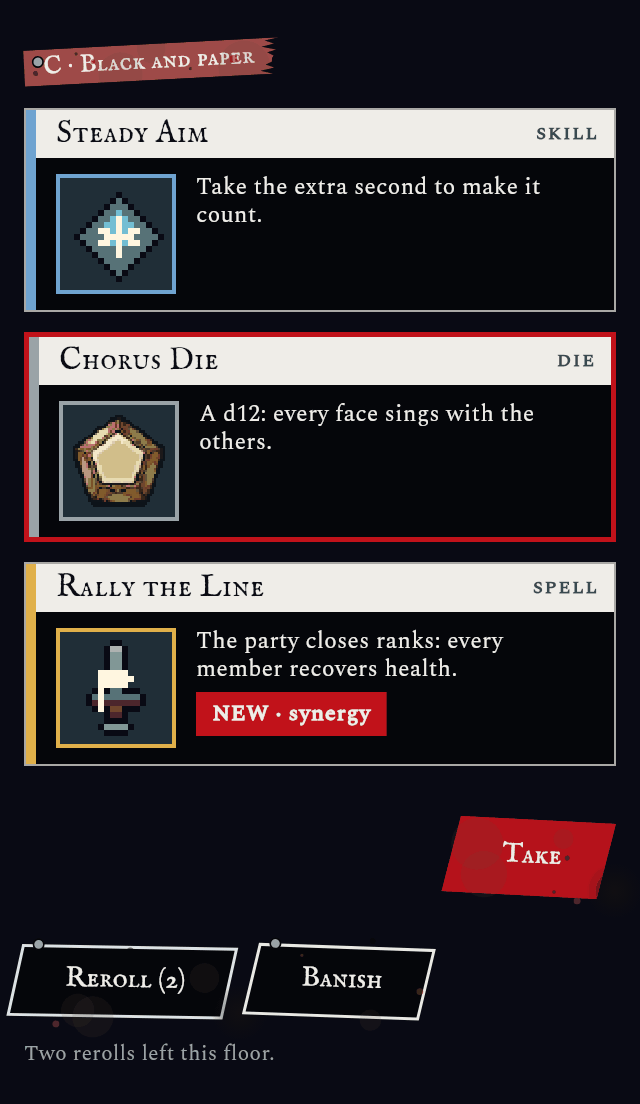 C · Black and paper
Steady Aim
SKILL
Take the extra second to make it
count.
Chorus Die
DIE
A d12: every face sings with the
others.
Rally the Line
SPELL
The party closes ranks: every
member recovers health.
NEW · synergy
Take
Reroll (2)
Banish
Two rerolls left this floor.